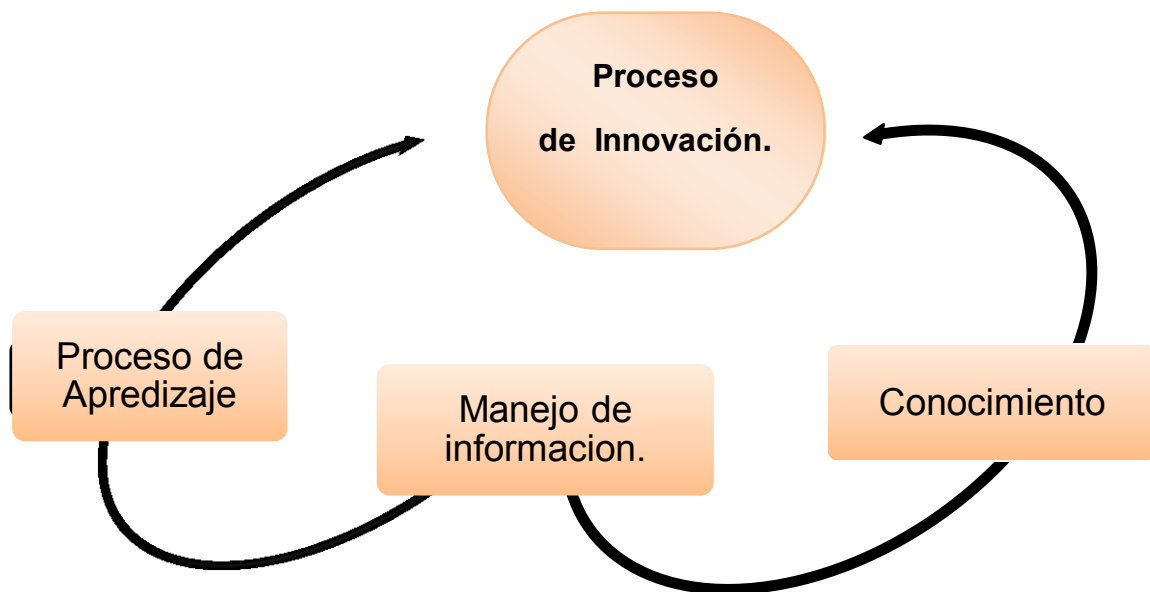 Proceso
de Innovación.
Proceso de
Apredizaje
Manejo de
informacion.
Conocimiento